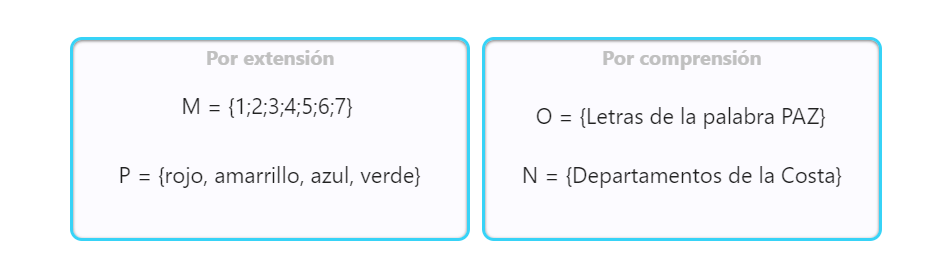 Por extensión
M = {1;2;3;4;5;6;7}
P = {rojo, amarrillo, azul, verde}
Por comprensión
O = {Letras de la palabra PAZ}
N = {Departamentos de la Costa}